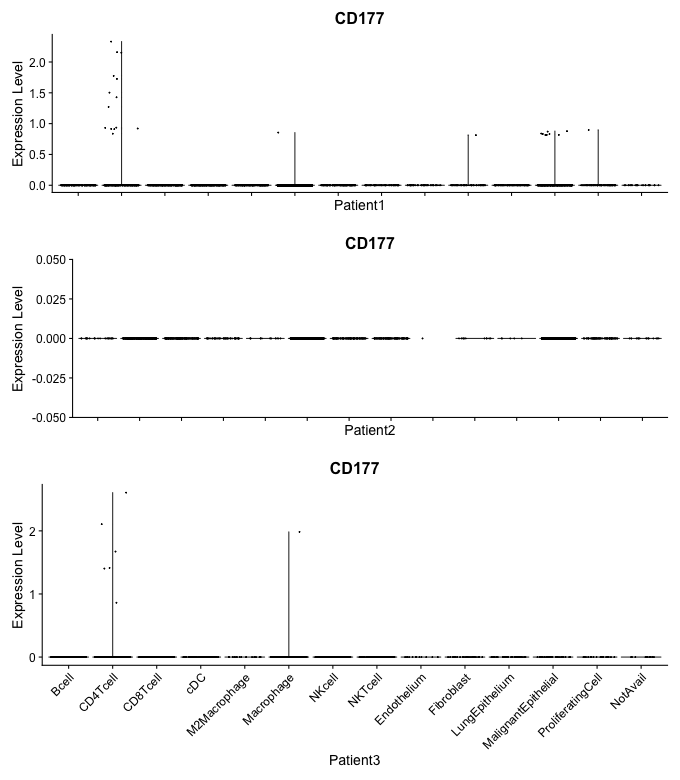 CD177
Expression Level
2.0
1.5
1.0
0.5
0.0
Patient1
CD177
Expression Level
0.050
0.025
0.000
-0.025
-0.050
Patient2
CD177
Expression Level
2
1
0
Bcell
CD4Tcell
CD8Tcell
cDC
M2Macrophage
Macrophage
NKcell
NKTcell
Endothelium
Fibroblast
LungEpithelium
MalignantEpithelial
ProliferatingCell
NotAvail
Patient3